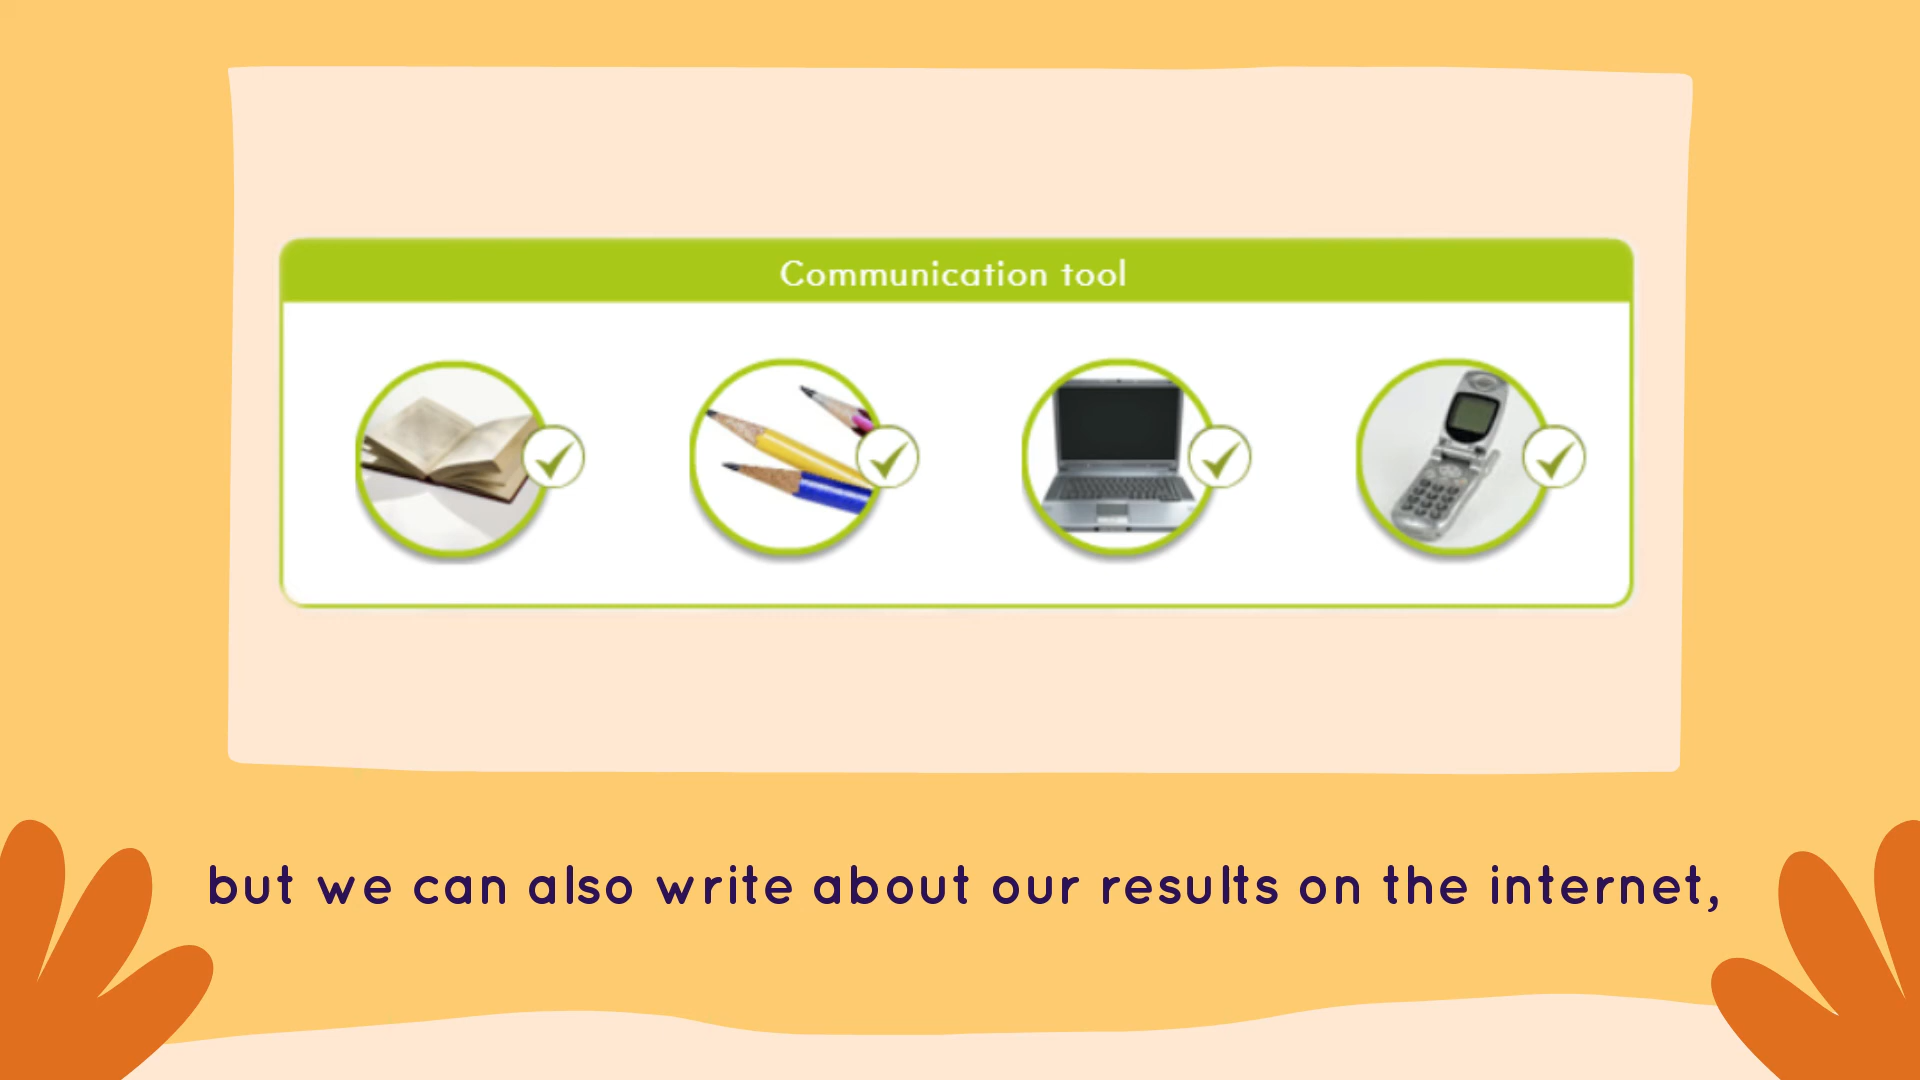 Communication tool
but we can also write about our results on the internet,